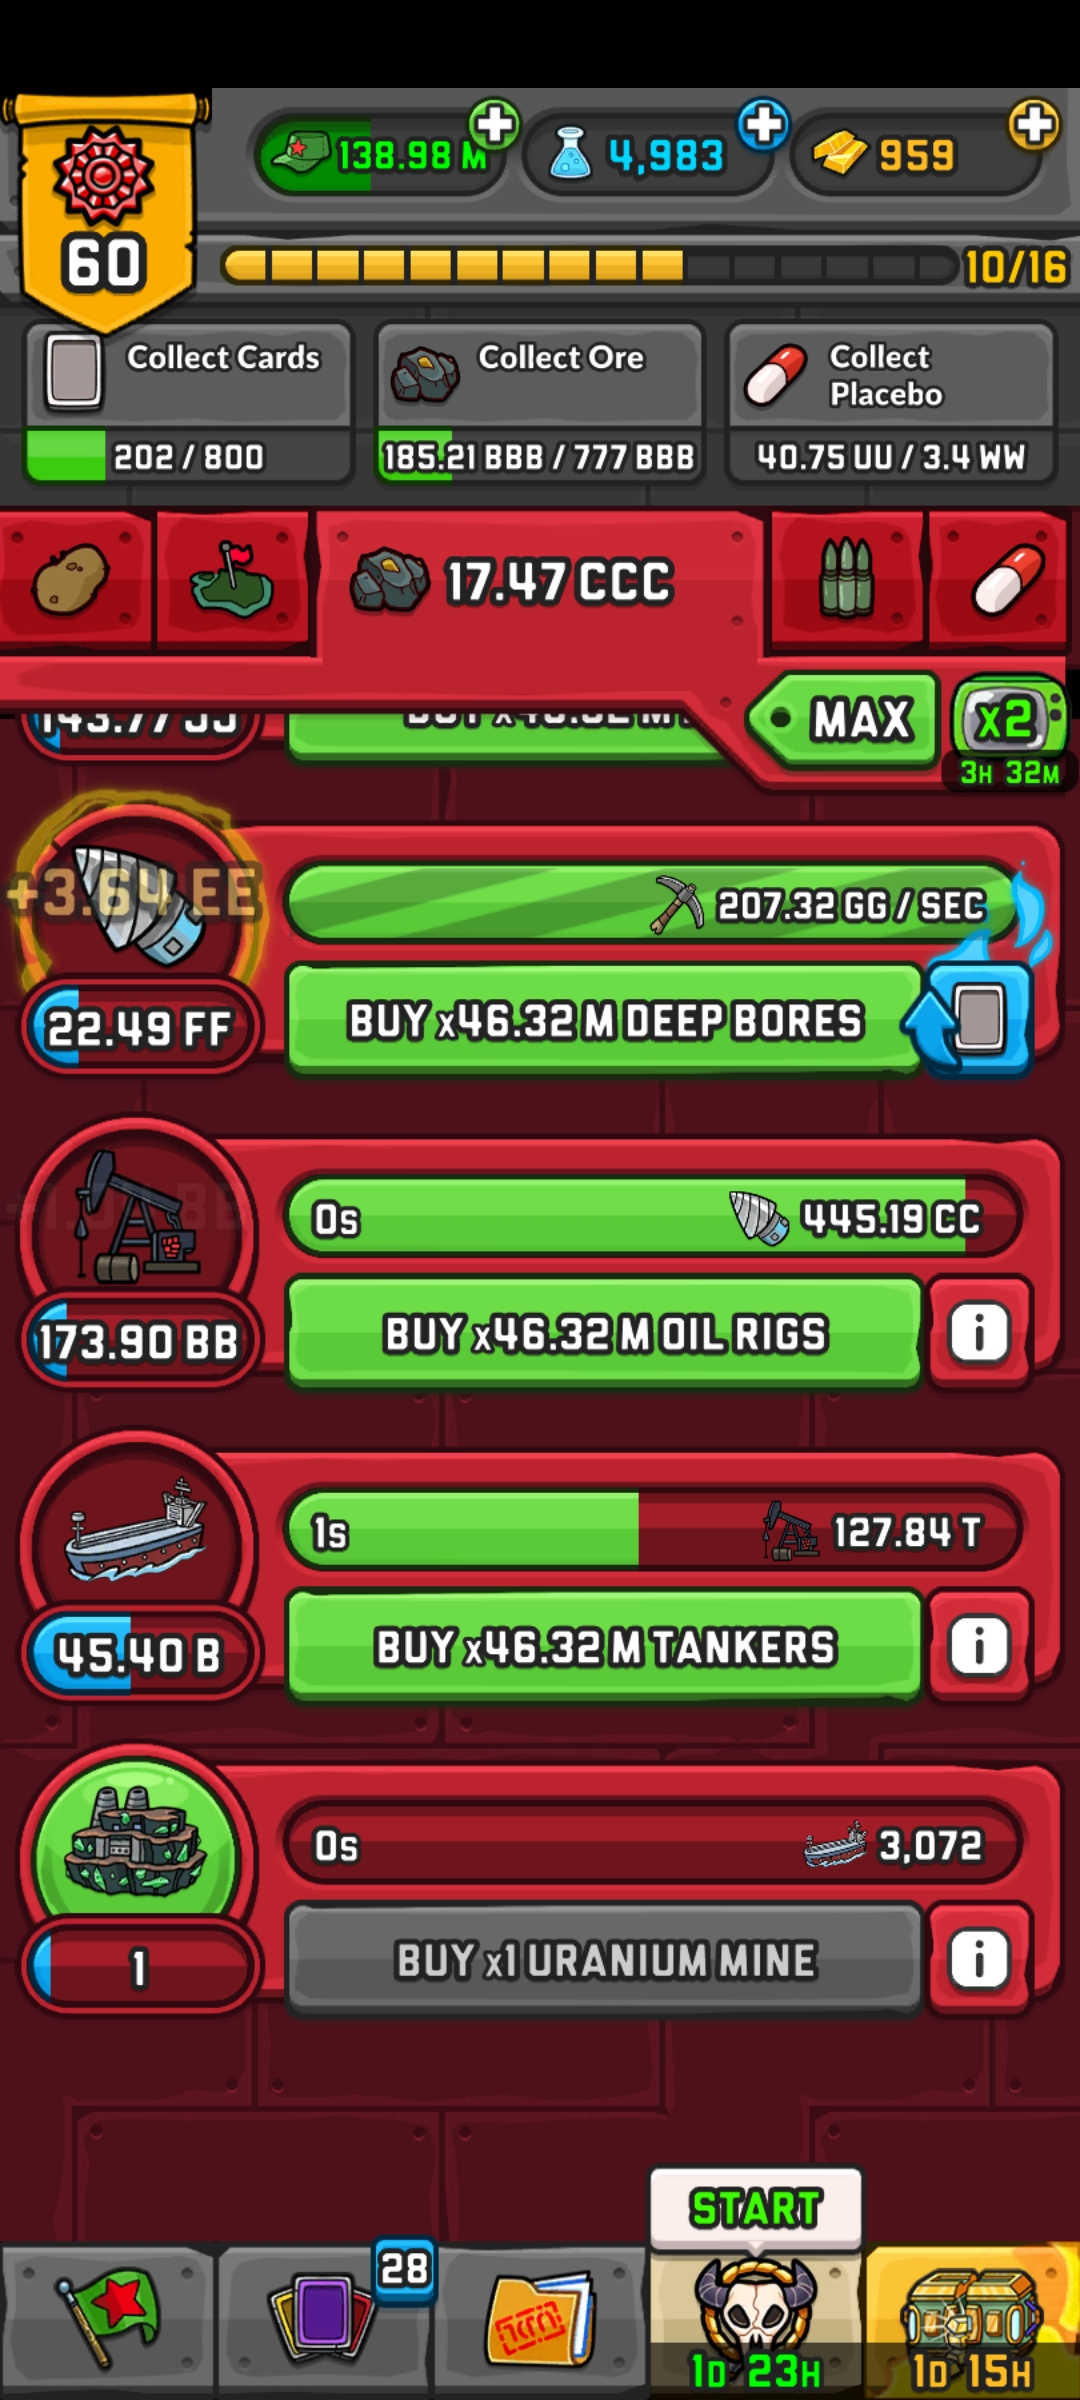 138.98 M
4,983
959
60
10/16
Collect Cards
202 / 800
Collect Ore
185.21 BBB / 777 BBB
Collect
Placebo
40.75 UU / 3.4 WW
17.47 CCC
MAX
x2
3H 32M
+3.64 EE
207.32 GG / SEC
22.49 FF
BUY x46.32 M DEEP BORES
0s
445.19 CC
173.90 BB
BUY x46.32 M OIL RIGS
1s
127.84 T
45.40 B
BUY x46.32 M TANKERS
0s
3,072
1
BUY x1 URANIUM MINE
START
28
1D 23H
1D 15H